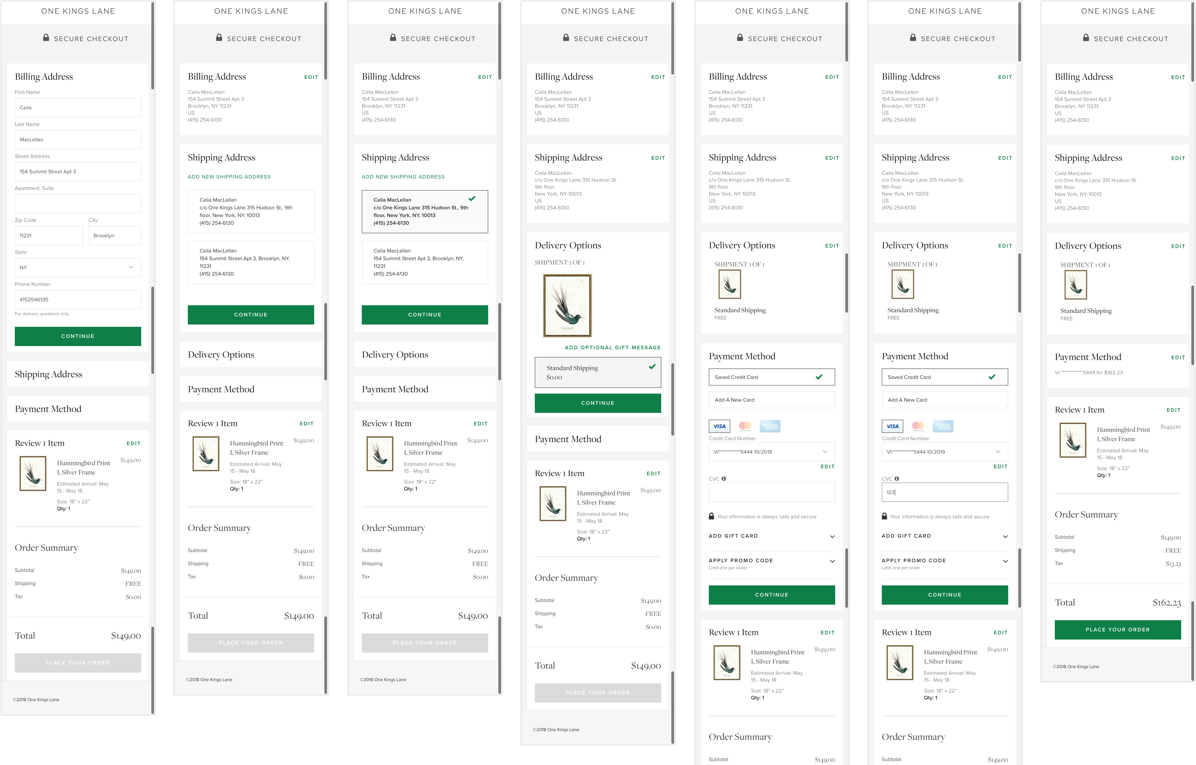 ONE KINGS LANE
SECURE CHECKOUT
Billing Address
First Name
Celia
Last Name
MacLellan
Street Address
154 Summit Street Apt 3
Apartment, Suite
Zip Code
City
11231
Brooklyn
State
NY
Phone Number
4152546130
For delivery questions only.
CONTINUE
Shipping Address
Payment Method
Review 1 Item
EDIT
Hummingbird Print
I, Silver Frame
$149.00
Estimated Arrival: May
15 - May 18
Size: 18" x 22"
Qty: 1
Order Summary
Subtotal
$149.00
Shipping
FREE
Tax
$0.00
Total
$149.00
PLACE YOUR ORDER
©2018 One Kings Lane
ONE KINGS LANE
SECURE CHECKOUT
Billing Address
EDIT
Celia MacLellan
154 Summit Street Apt 3
Brooklyn, NY 11231
US
(415) 254-6130
Shipping Address
ADD NEW SHIPPING ADDRESS
Celia MacLellan
c/o One Kings Lane 315 Hudson St., 9th
floor, New York, NY, 10013
(415) 254-6130
Celia MacLellan
154 Summit Street Apt 3, Brooklyn, NY,
11231
(415) 254-6130
CONTINUE
Delivery Options
Payment Method
Review 1 Item
EDIT
Hummingbird Print
I, Silver Frame
$149.00
Estimated Arrival: May
15 - May 18
Size: 18" x 22"
Qty: 1
Order Summary
Subtotal
$149.00
Shipping
FREE
Tax
$0.00
Total
$149.00
PLACE YOUR ORDER
©2018 One Kings Lane
ONE KINGS LANE
SECURE CHECKOUT
Billing Address
EDIT
Celia MacLellan
154 Summit Street Apt 3
Brooklyn, NY 11231
US
(415) 254-6130
Shipping Address
ADD NEW SHIPPING ADDRESS
Celia MacLellan
c/o One Kings Lane 315 Hudson St., 9th
floor, New York, NY, 10013
(415) 254-6130
Celia MacLellan
154 Summit Street Apt 3, Brooklyn, NY,
11231
(415) 254-6130
CONTINUE
Delivery Options
Payment Method
Review 1 Item
EDIT
Hummingbird Print
I, Silver Frame
$149.00
Estimated Arrival: May
15 - May 18
Size: 18" x 22"
Qty: 1
Order Summary
Subtotal
$149.00
Shipping
FREE
Tax
$0.00
Total
$149.00
PLACE YOUR ORDER
©2018 One Kings Lane
ONE KINGS LANE
SECURE CHECKOUT
Billing Address
EDIT
Celia MacLellan
154 Summit Street Apt 3
Brooklyn, NY 11231
US
(415) 254-6130
Shipping Address
EDIT
Celia MacLellan
c/o One Kings Lane 315 Hudson St.
9th floor
New York, NY 10013
US
(415) 254-6130
Delivery Options
SHIPMENT 1 OF 1
ADD OPTIONAL GIFT MESSAGE
Standard Shipping
$0.00
CONTINUE
Payment Method
Review 1 Item
EDIT
Hummingbird Print
I, Silver Frame
$149.00
Estimated Arrival: May
15 - May 18
Size: 18" x 22"
Qty: 1
Order Summary
Subtotal
$149.00
Shipping
FREE
Tax
$0.00
Total
$149.00
PLACE YOUR ORDER
©2018 One Kings Lane
ONE KINGS LANE
SECURE CHECKOUT
Billing Address
EDIT
Celia MacLellan
154 Summit Street Apt 3
Brooklyn, NY 11231
US
(415) 254-6130
Shipping Address
EDIT
Celia MacLellan
c/o One Kings Lane 315 Hudson St.
9th floor
New York, NY 10013
US
(415) 254-6130
Delivery Options
EDIT
SHIPMENT 1 OF 1
Standard Shipping
FREE
Payment Method
Saved Credit Card
Add A New Card
VISA
Credit Card Number
VI***********5444 10/2019
EDIT
CVC
Your information is always safe and secure
ADD GIFT CARD
APPLY PROMO CODE
Limit one per order
CONTINUE
Review 1 Item
EDIT
Hummingbird Print
I, Silver Frame
$149.00
Estimated Arrival: May
15 - May 18
Size: 18" x 22"
Qty: 1
Order Summary
Subtotal
$149.00
ONE KINGS LANE
SECURE CHECKOUT
Billing Address
EDIT
Celia MacLellan
154 Summit Street Apt 3
Brooklyn, NY 11231
US
(415) 254-6130
Shipping Address
EDIT
Celia MacLellan
c/o One Kings Lane 315 Hudson St.
9th floor
New York, NY 10013
US
(415) 254-6130
Delivery Options
EDIT
SHIPMENT 1 OF 1
Standard Shipping
FREE
Payment Method
Saved Credit Card
Add A New Card
VISA
Credit Card Number
VI***********5444 10/2019
EDIT
CVC
123
Your information is always safe and secure
ADD GIFT CARD
APPLY PROMO CODE
Limit one per order
CONTINUE
Review 1 Item
EDIT
Hummingbird Print
I, Silver Frame
$149.00
Estimated Arrival: May
15 - May 18
Size: 18" x 22"
Qty: 1
Order Summary
Subtotal
$149.00
ONE KINGS LANE
SECURE CHECKOUT
Billing Address
EDIT
Celia MacLellan
154 Summit Street Apt 3
Brooklyn, NY 11231
US
(415) 254-6130
Shipping Address
EDIT
Celia MacLellan
c/o One Kings Lane 315 Hudson St.
9th floor
New York, NY 10013
US
(415) 254-6130
Delivery Options
EDIT
SHIPMENT 1 OF 1
Standard Shipping
FREE
Payment Method
EDIT
VI ***********5444 for $162.23
Review 1 Item
EDIT
Hummingbird Print
I, Silver Frame
$149.00
Estimated Arrival: May
15 - May 18
Size: 18" x 22"
Qty: 1
Order Summary
Subtotal
$149.00
Shipping
FREE
Tax
$13.23
Total
$162.23
PLACE YOUR ORDER
©2018 One Kings Lane